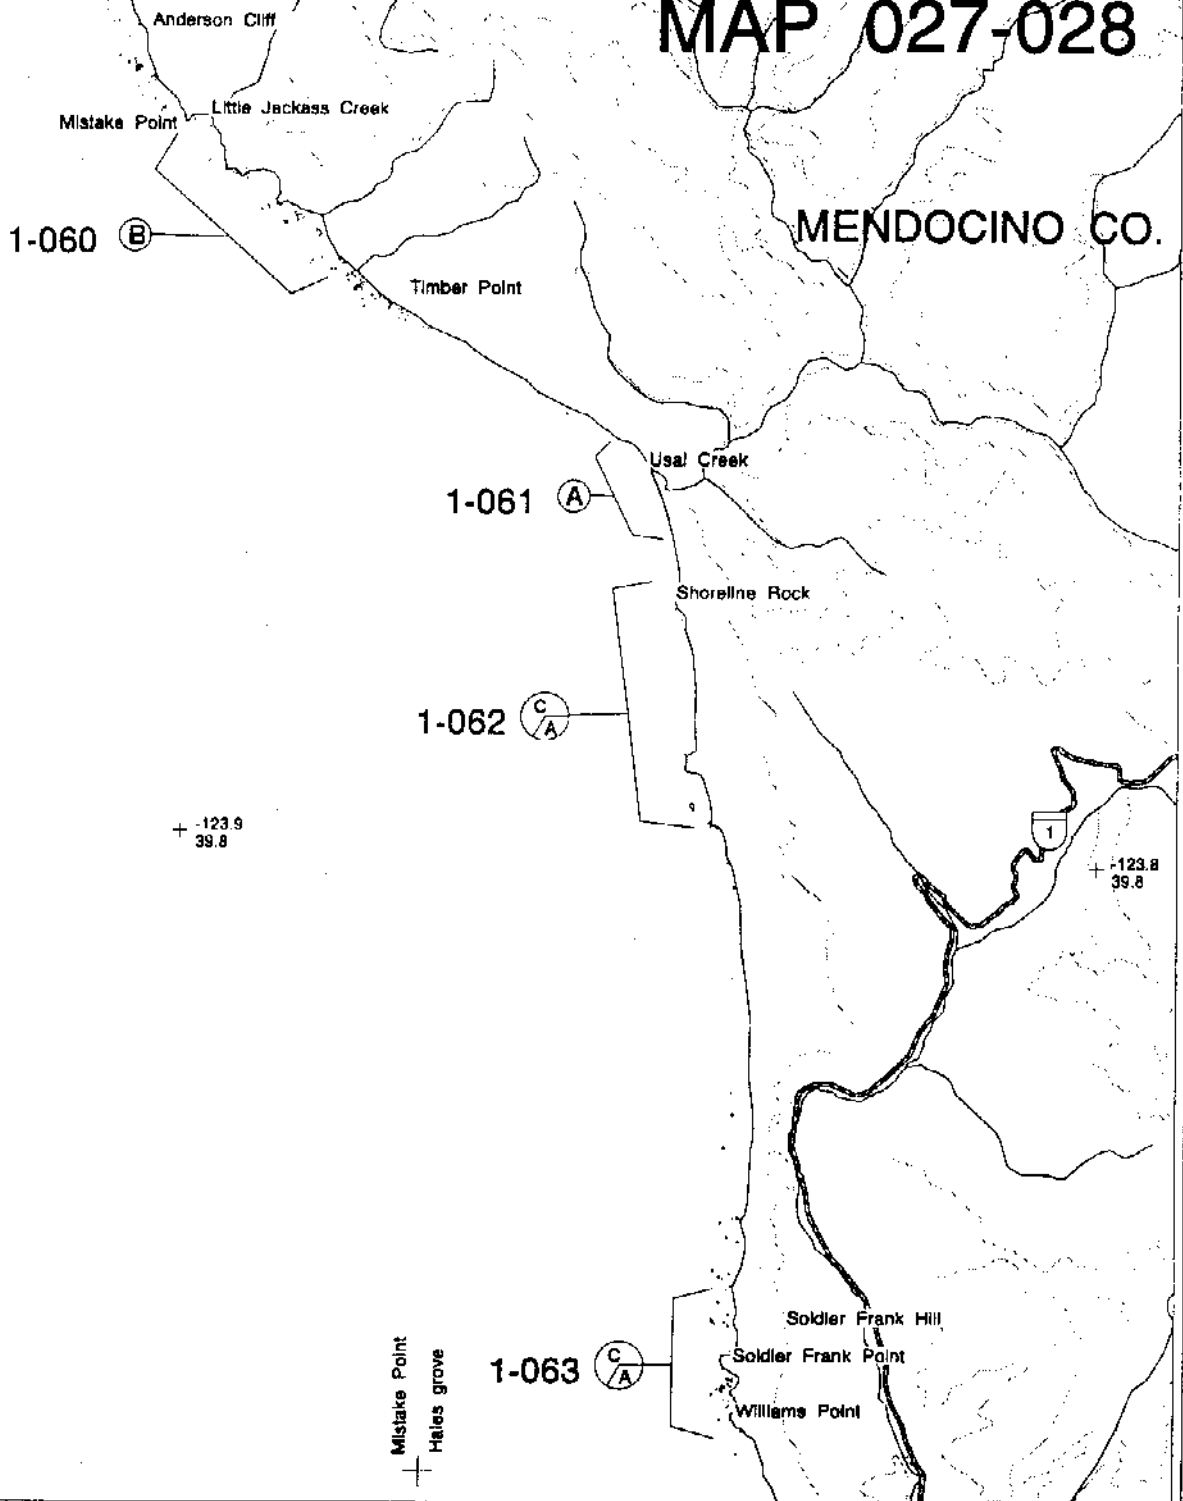 Anderson Cliff
MAP 027-028
Little Jackass Creek
Mistake Point
MENDOCINO CO.
1-060 B
Timber Point
Usal Creek
1-061 A
Shoreline Rock
1-062 C/A
-123.9
39.8
1
-123.8
39.8
Soldier Frank Hill
Soldier Frank Point
1-063 C/A
Williams Point
Mistake Point
Hales grove